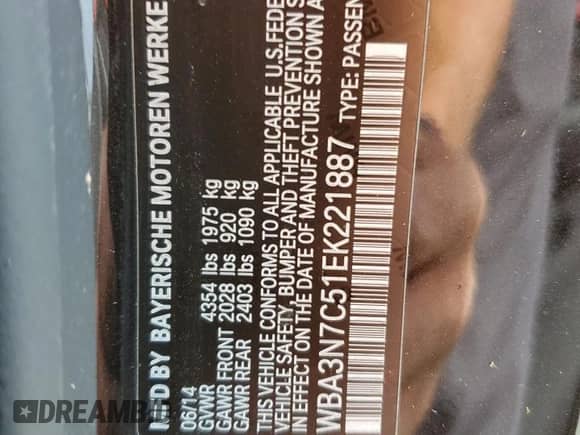 MFD BY BAYERISCHE MOTOREN WERKE
06/14
GVWR 4354 lbs 1975 kg
GAWR FRONT 2028 lbs 920 kg
GAWR REAR 2403 lbs 1090 kg
THIS VEHICLE CONFORMS TO ALL APPLICABLE U.S. FEDE
VEHICLE SAFETY, BUMPER AND THEFT PREVENTION S
IN EFFECT ON THE DATE OF MANUFACTURE SHOWN A
WBA3N7C51EK221887 TYPE: PASSEN
DREAMBID